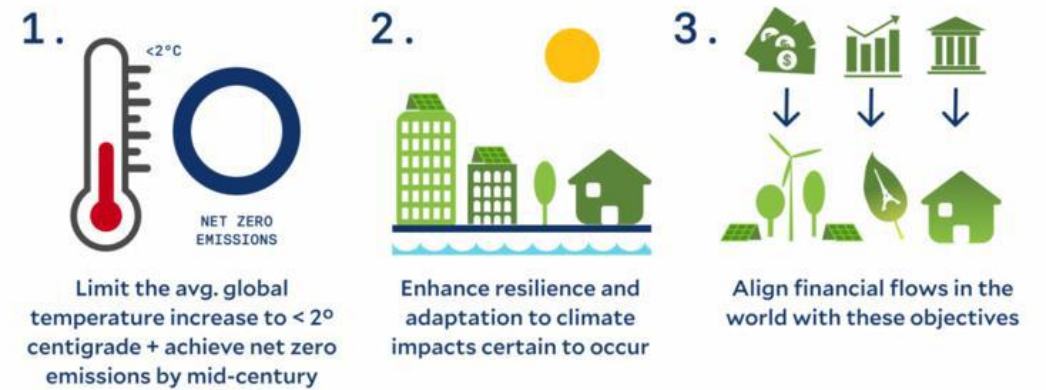 1.
<2°C
NET ZERO
EMISSIONS
Limit the avg. global
temperature increase to < 2º
centigrade + achieve net zero
emissions by mid-century
2.
Enhance resilience and
adaptation to climate
impacts certain to occur
3.
$
Align financial flows in the
world with these objectives